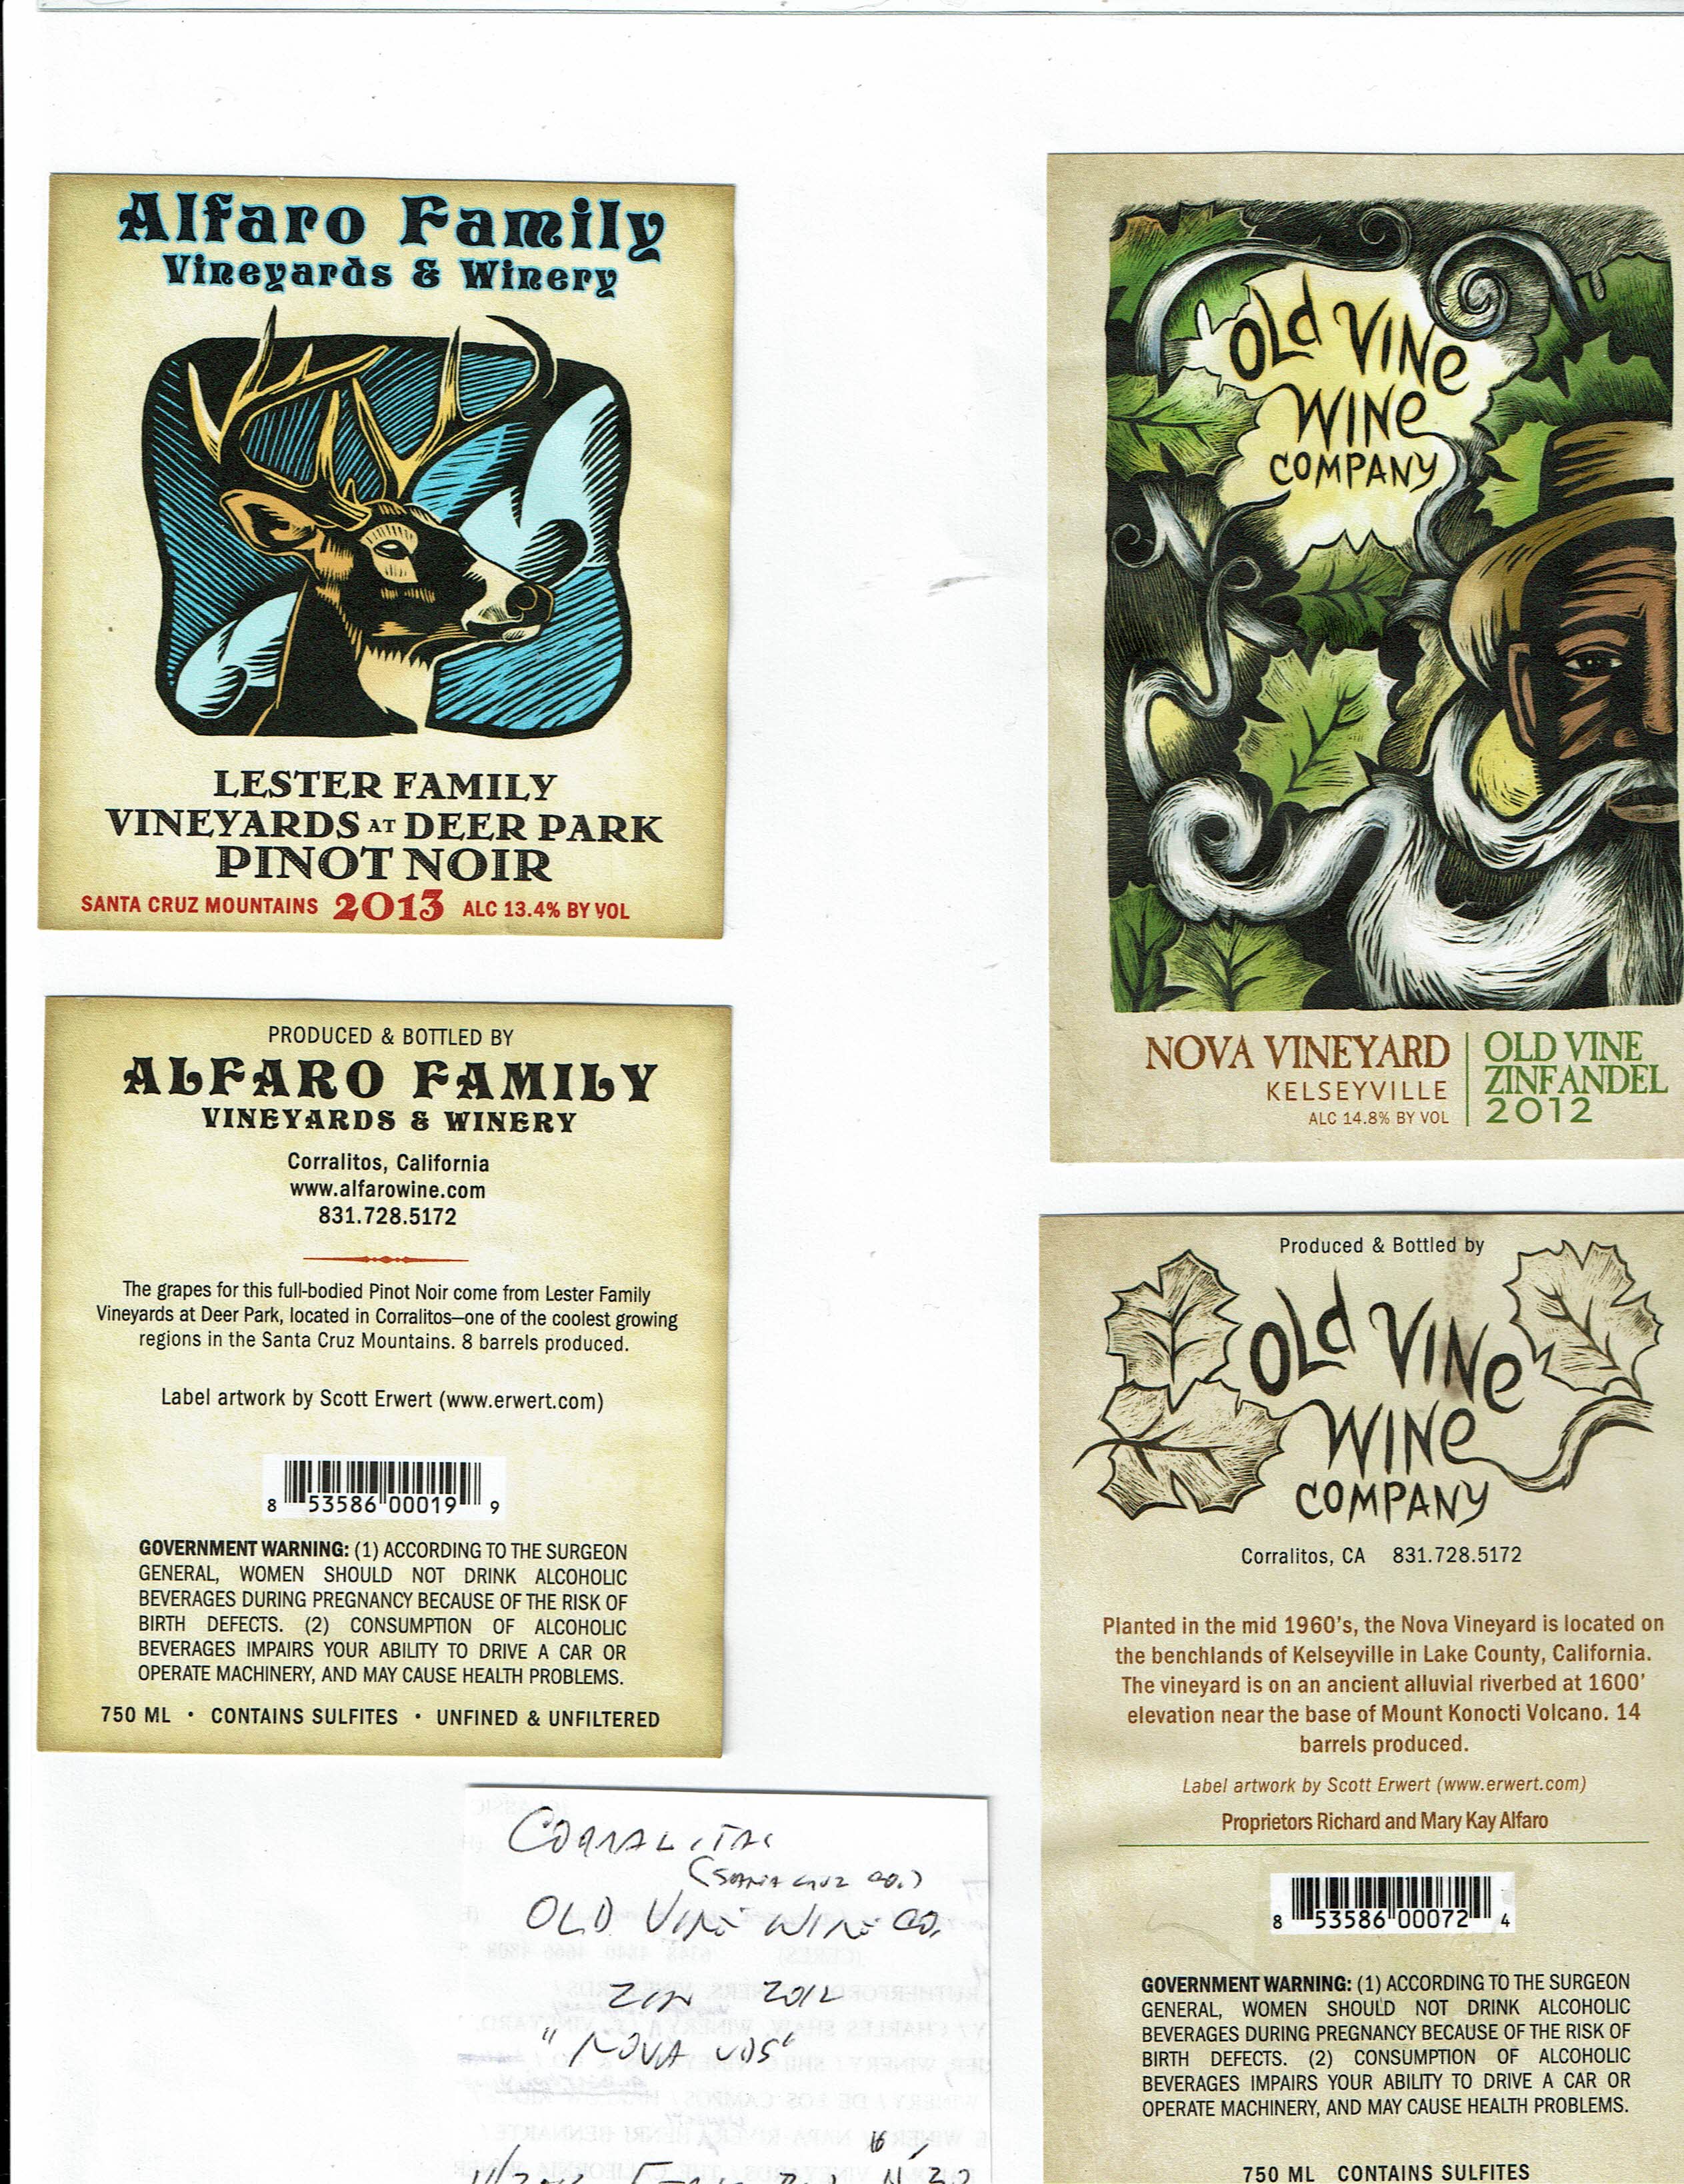 Alfaro Family
Vineyards & Winery
LESTER FAMILY
VINEYARDS AT DEER PARK
PINOT NOIR
SANTA CRUZ MOUNTAINS 2013 ALC 13.4% BY VOL
PRODUCED & BOTTLED BY
ALFARO FAMILY
VINEYARDS & WINERY
Corralitos, California
www.alfarowine.com
831.728.5172
The grapes for this full-bodied Pinot Noir come from Lester Family
Vineyards at Deer Park, located in Corralitos—one of the coolest growing
regions in the Santa Cruz Mountains. 8 barrels produced.
Label artwork by Scott Erwert (www.erwert.com)
8 53586 00019 9
GOVERNMENT WARNING: (1) ACCORDING TO THE SURGEON
GENERAL, WOMEN SHOULD NOT DRINK ALCOHOLIC
BEVERAGES DURING PREGNANCY BECAUSE OF THE RISK OF
BIRTH DEFECTS. (2) CONSUMPTION OF ALCOHOLIC
BEVERAGES IMPAIRS YOUR ABILITY TO DRIVE A CAR OR
OPERATE MACHINERY, AND MAY CAUSE HEALTH PROBLEMS.
750 ML • CONTAINS SULFITES • UNFINED & UNFILTERED
CORRALITAS
(SANTA CRUZ CO.)
OLD VINE WINE CO.
ZIN 2012
"NOVA VDS"
OLd VINe
WINe
COMPANY
NOVA VINEYARD
KELSEYVILLE
ALC 14.8% BY VOL
OLD VINE
ZINFANDEL
2012
Produced & Bottled by
OLd VINe
WINe
COMPANY
Corralitos, CA 831.728.5172
Planted in the mid 1960's, the Nova Vineyard is located on
the benchlands of Kelseyville in Lake County, California.
The vineyard is on an ancient alluvial riverbed at 1600'
elevation near the base of Mount Konocti Volcano. 14
barrels produced.
Label artwork by Scott Erwert (www.erwert.com)
Proprietors Richard and Mary Kay Alfaro
8 53586 00072 4
GOVERNMENT WARNING: (1) ACCORDING TO THE SURGEON
GENERAL, WOMEN SHOULD NOT DRINK ALCOHOLIC
BEVERAGES DURING PREGNANCY BECAUSE OF THE RISK OF
BIRTH DEFECTS. (2) CONSUMPTION OF ALCOHOLIC
BEVERAGES IMPAIRS YOUR ABILITY TO DRIVE A CAR OR
OPERATE MACHINERY, AND MAY CAUSE HEALTH PROBLEMS.
750 ML CONTAINS SULFITES